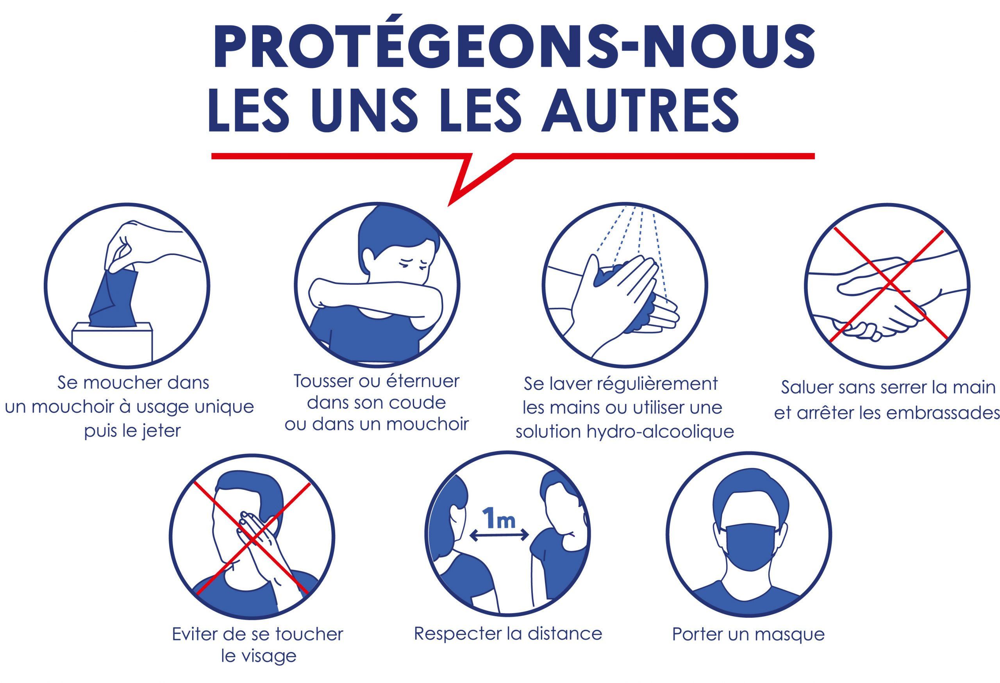 PROTÉGEONS-NOUS
LES UNS LES AUTRES
Se moucher dans
un mouchoir à usage unique
puis le jeter
Tousser ou éternuer
dans son coude
ou dans un mouchoir
Se laver régulièrement
les mains ou utiliser une
solution hydro-alcoolique
Saluer sans serrer la main
et arrêter les embrassades
1m
Eviter de se toucher
le visage
Respecter la distance
Porter un masque